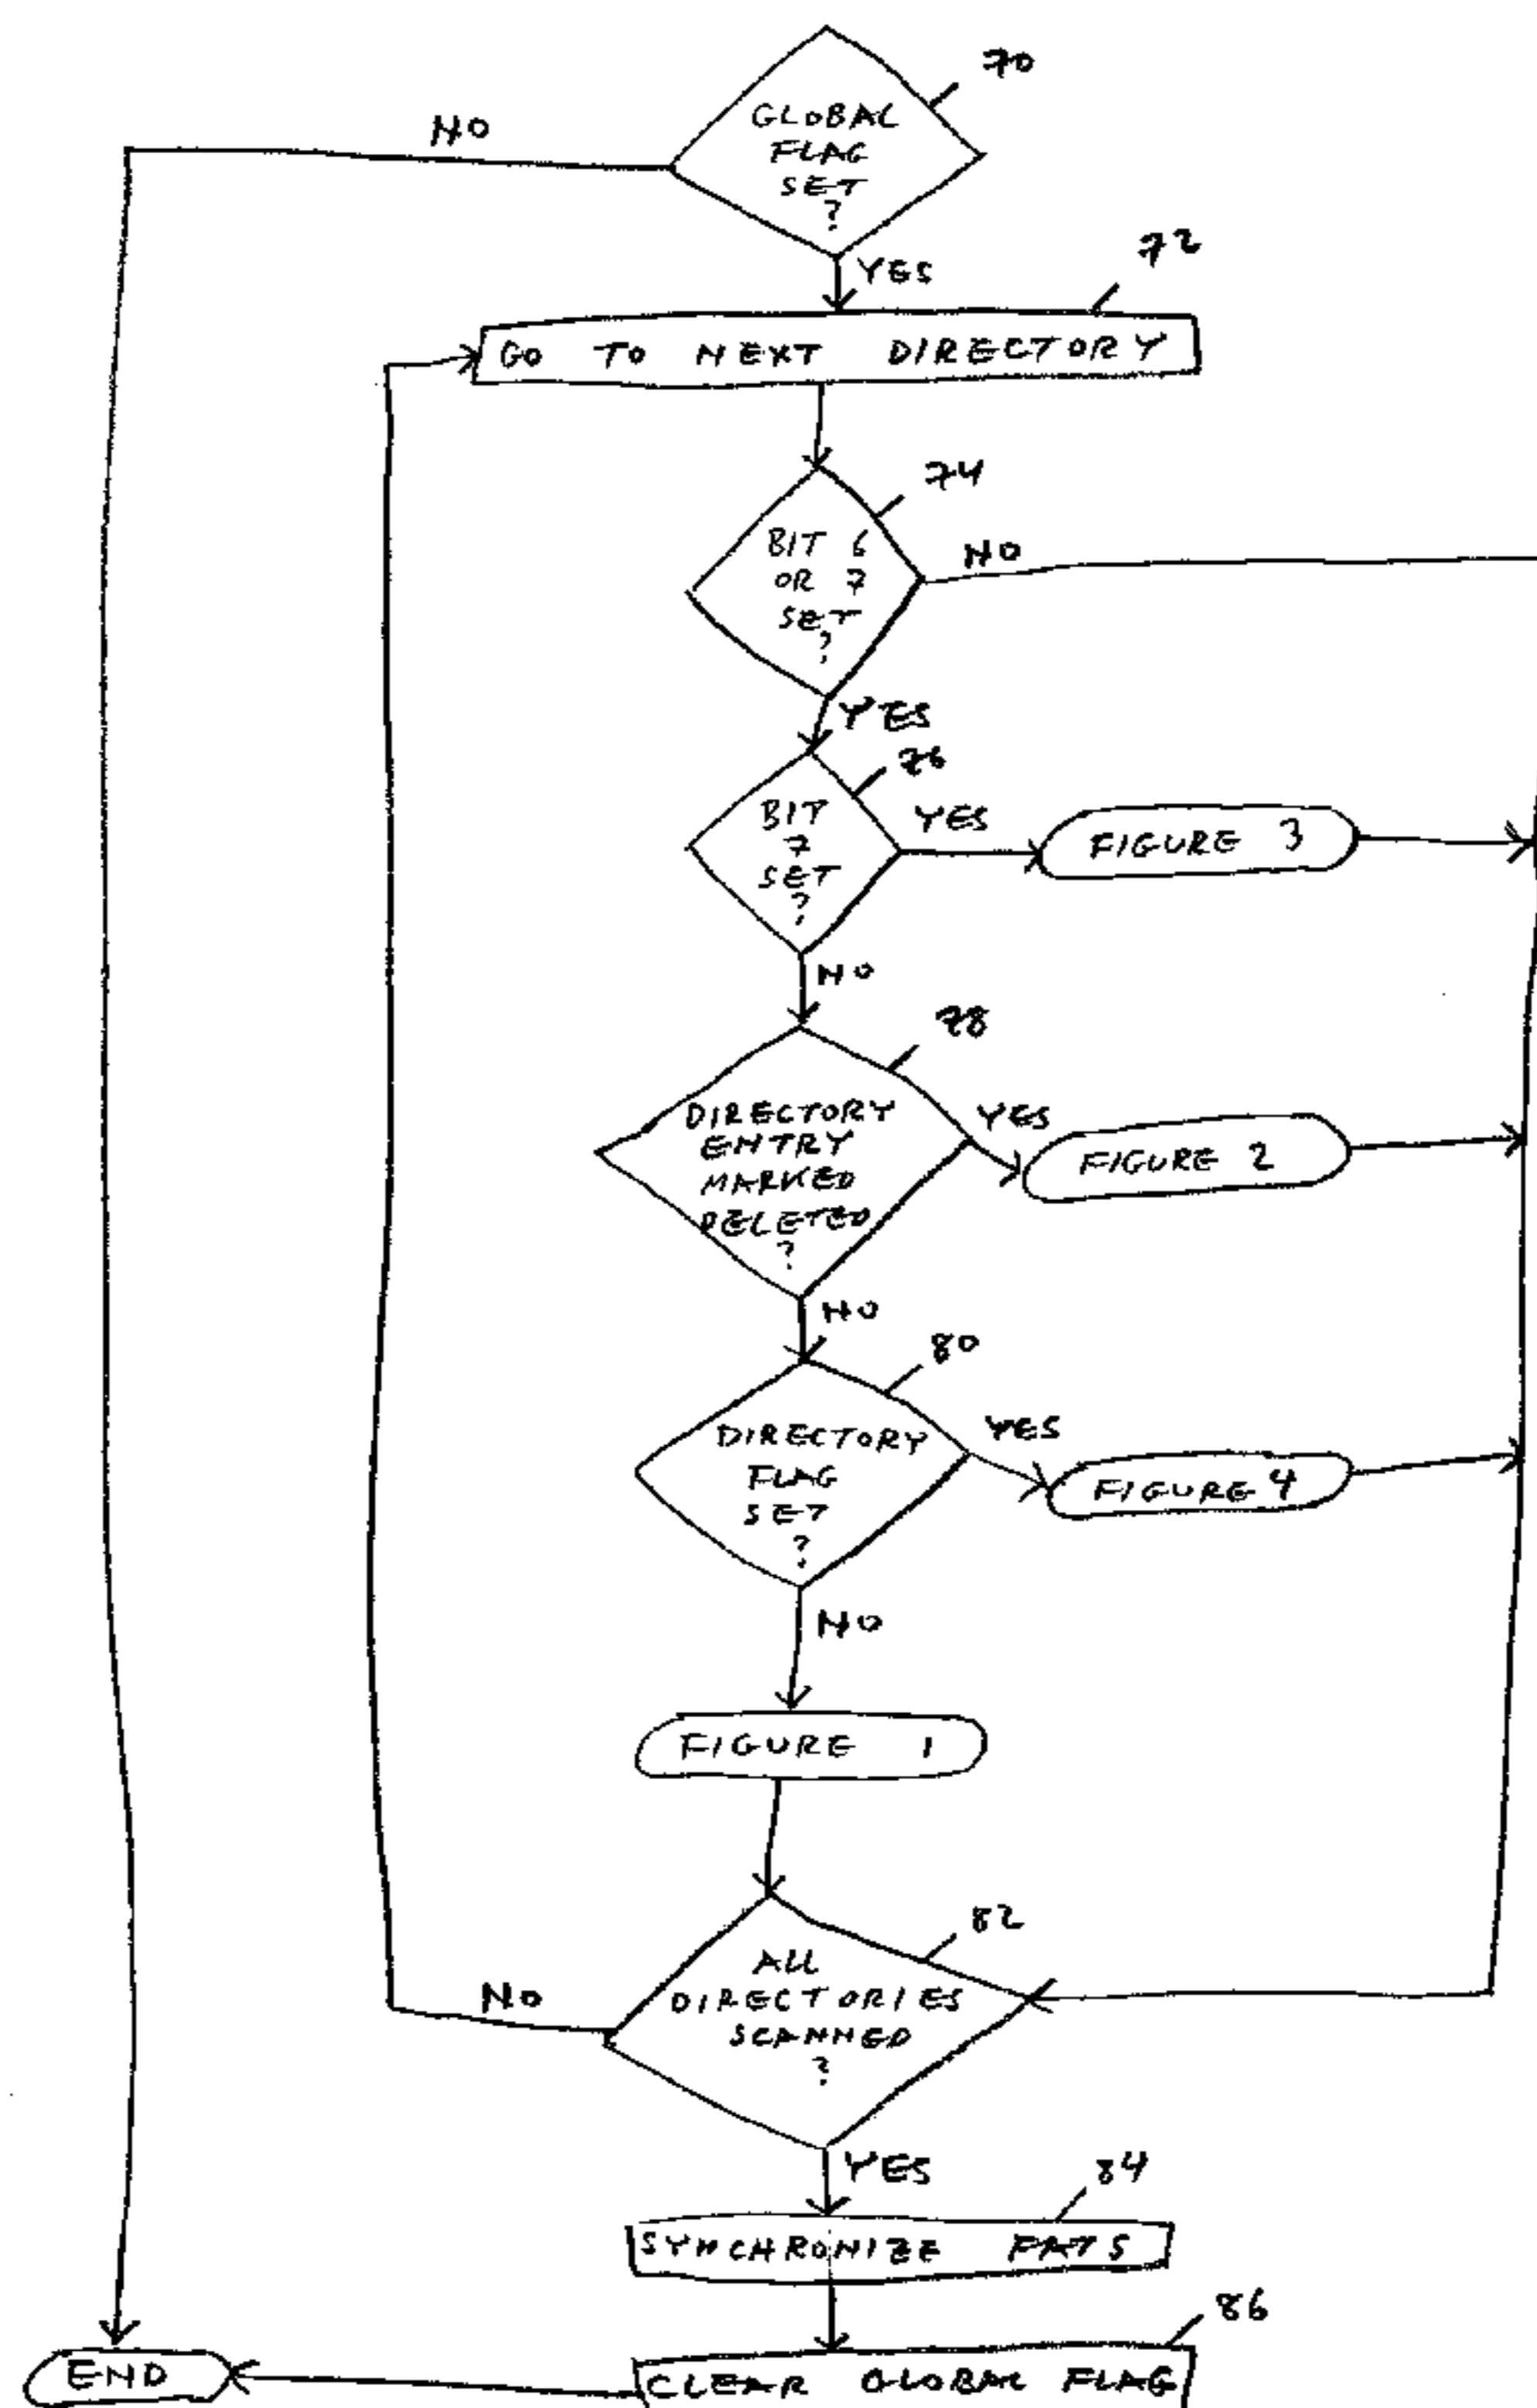 70
NO
GLOBAL
FLAG
SET
?
YES
72
GO TO NEXT DIRECTORY
74
BIT 6
OR 7
SET
?
NO
YES
76
BIT
7
SET
?
YES
FIGURE 3
NO
78
DIRECTORY
ENTRY
MARKED
DELETED
?
YES
FIGURE 2
NO
80
DIRECTORY
FLAG
SET
?
YES
FIGURE 4
NO
FIGURE 1
82
ALL
DIRECTORIES
SCANNED
?
NO
YES
84
SYNCHRONIZE FATS
86
CLEAR GLOBAL FLAG
END